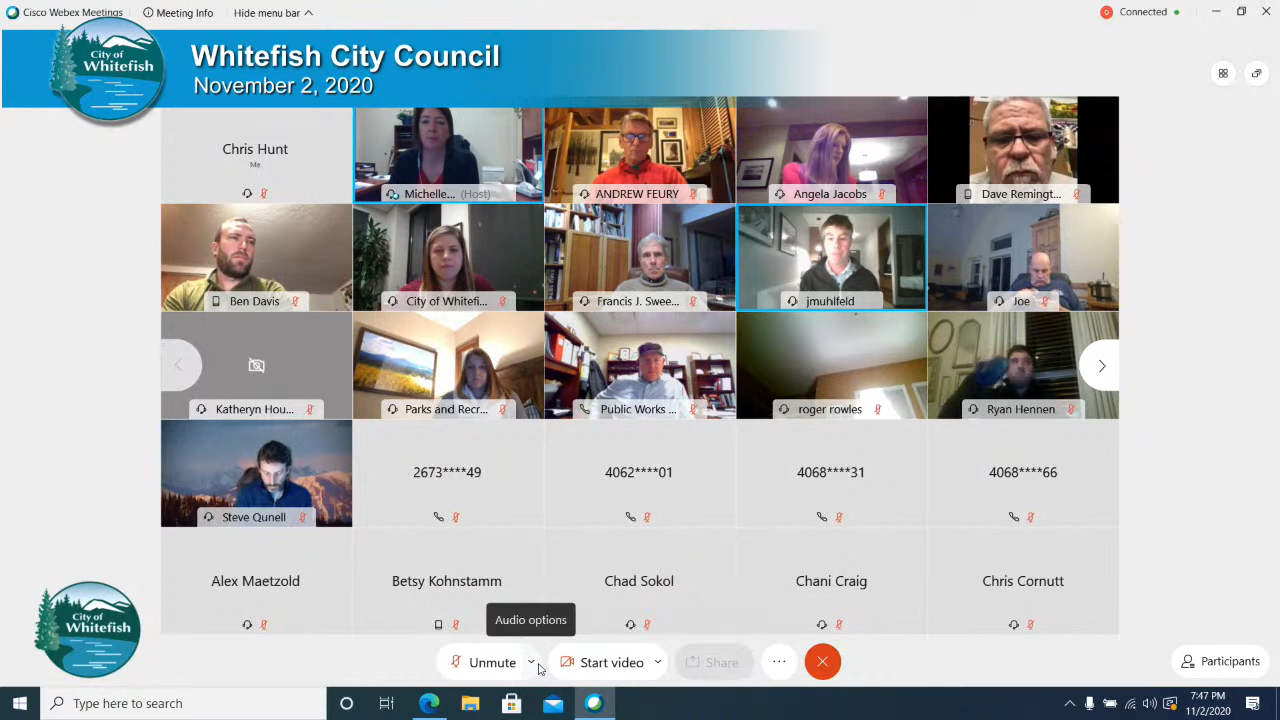 Cisco Webex Meetings
Meeting Info
Hide menu bar
Connected
City of
Whitefish
Whitefish City Council
November 2, 2020
Chris Hunt
Me
Michelle... (Host)
ANDREW FEURY
Angela Jacobs
Dave Remingt...
Ben Davis
City of Whitefi...
Francis J. Swee...
jmuhlfeld
Joe
Katheryn Hou...
Parks and Recr...
Public Works ...
roger rowles
Ryan Hennen
Steve Qunell
2673****49
4062****01
4068****31
4068****66
Alex Maetzold
Betsy Kohnstamm
Chad Sokol
Chani Craig
Chris Cornutt
City of
Whitefish
Audio options
Unmute
Start video
Share
Participants
Type here to search
7:47 PM
11/2/2020